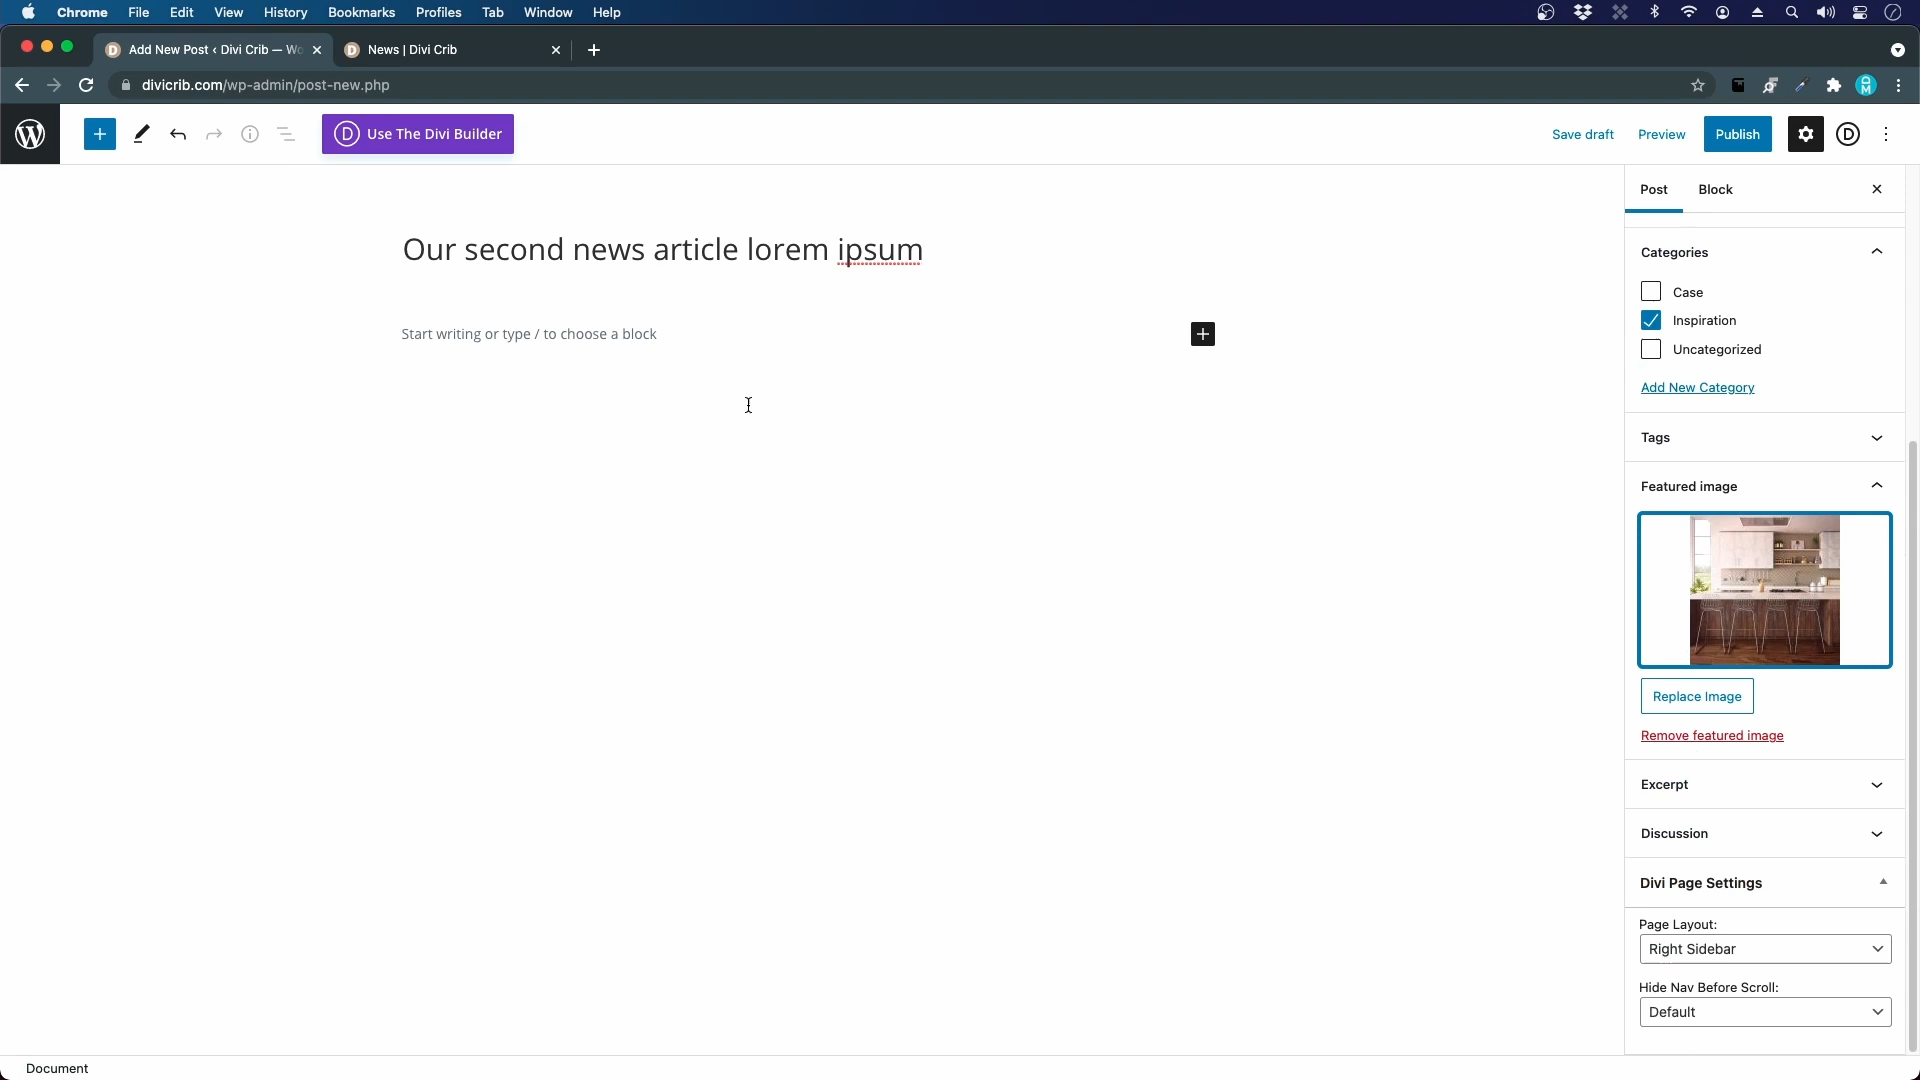 Chrome File Edit View History Bookmarks Profiles Tab Window Help
Add New Post ‹ Divi Crib — Wo
News | Divi Crib
divicrib.com/wp-admin/post-new.php
Use The Divi Builder
Save draft
Preview
Publish
Post
Block
Our second news article lorem ipsum
Start writing or type / to choose a block
Categories
Case
Inspiration
Uncategorized
Add New Category
Tags
Featured image
Replace Image
Remove featured image
Excerpt
Discussion
Divi Page Settings
Page Layout:
Right Sidebar
Hide Nav Before Scroll:
Default
Document